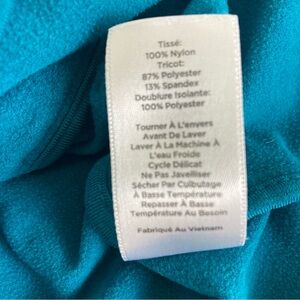 Tissé:
100% Nylon
Tricot:
87% Polyester
13% Spandex
Doublure Isolante:
100% Polyester
Tourner À L'envers
Avant De Laver
Laver À La Machine À
L'eau Froide
Cycle Délicat
Ne Pas Javelliser
Sécher Par Culbutage
À Basse Température
Repasser À Basse
Température Au Besoin
Fabriqué Au Vietnam